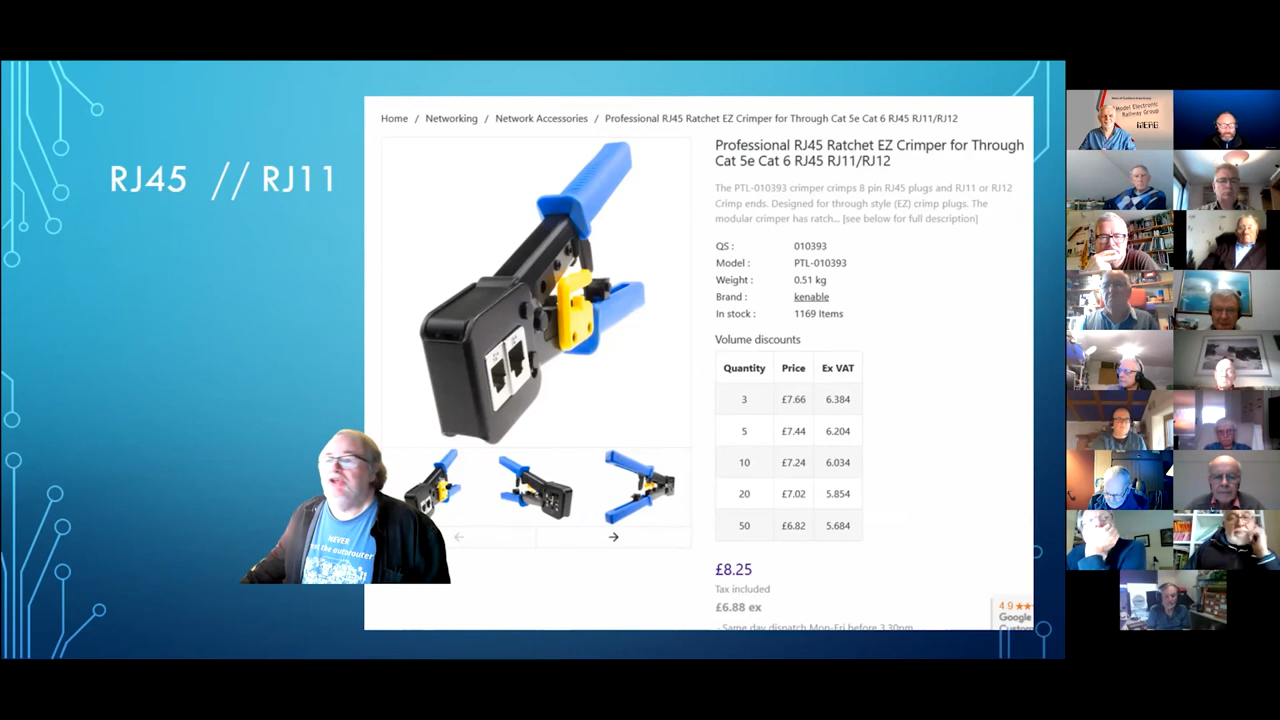 RJ45 // RJ11
Home / Networking / Network Accessories / Professional RJ45 Ratchet EZ Crimper for Through Cat 5e Cat 6 RJ45 RJ11/RJ12
Professional RJ45 Ratchet EZ Crimper for Through
Cat 5e Cat 6 RJ45 RJ11/RJ12
The PTL-010393 crimper crimps 8 pin RJ45 plugs and RJ11 or RJ12
Crimp ends. Designed for through style (EZ) crimp plugs. The
modular crimper has ratch... [see below for full description]
QS : 010393
Model : PTL-010393
Weight : 0.51 kg
Brand : kenable
In stock : 1169 Items
Volume discounts
Quantity Price Ex VAT
3 £7.66 6.384
5 £7.44 6.204
10 £7.24 6.034
20 £7.02 5.854
50 £6.82 5.684
£8.25
Tax included
£6.88 ex
- Same day dispatch Mon-Fri before 3.30pm
4.9
Google
NEVER
the autorouter
Model Electronic
Railway Group
MERG